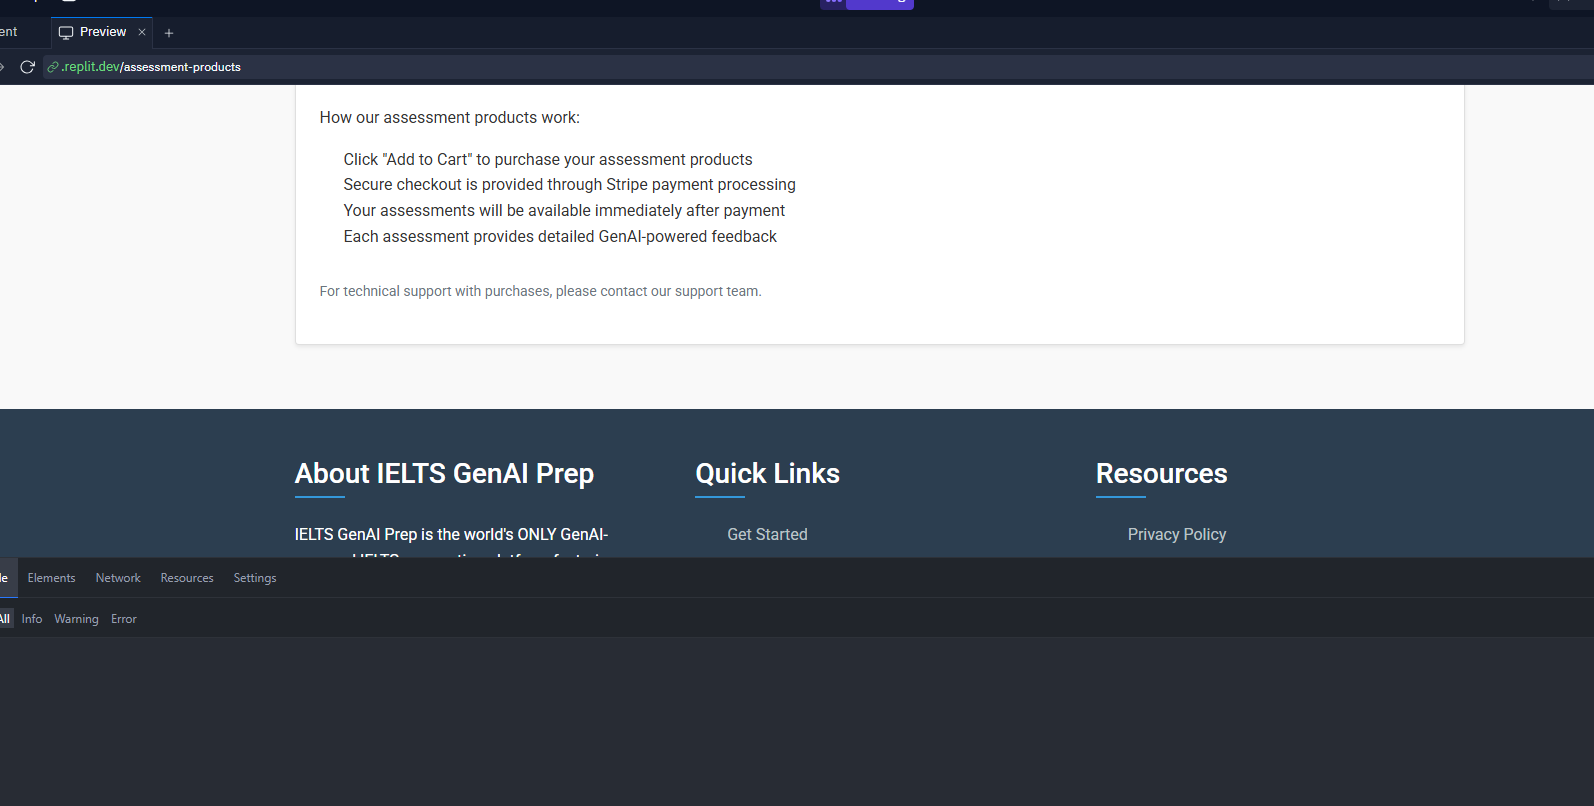 Preview
.replit.dev/assessment-products
How our assessment products work:
Click "Add to Cart" to purchase your assessment products
Secure checkout is provided through Stripe payment processing
Your assessments will be available immediately after payment
Each assessment provides detailed GenAI-powered feedback
For technical support with purchases, please contact our support team.
About IELTS GenAI Prep
IELTS GenAI Prep is the world's ONLY GenAI-
Quick Links
Get Started
Resources
Privacy Policy
Elements Network Resources Settings
All Info Warning Error